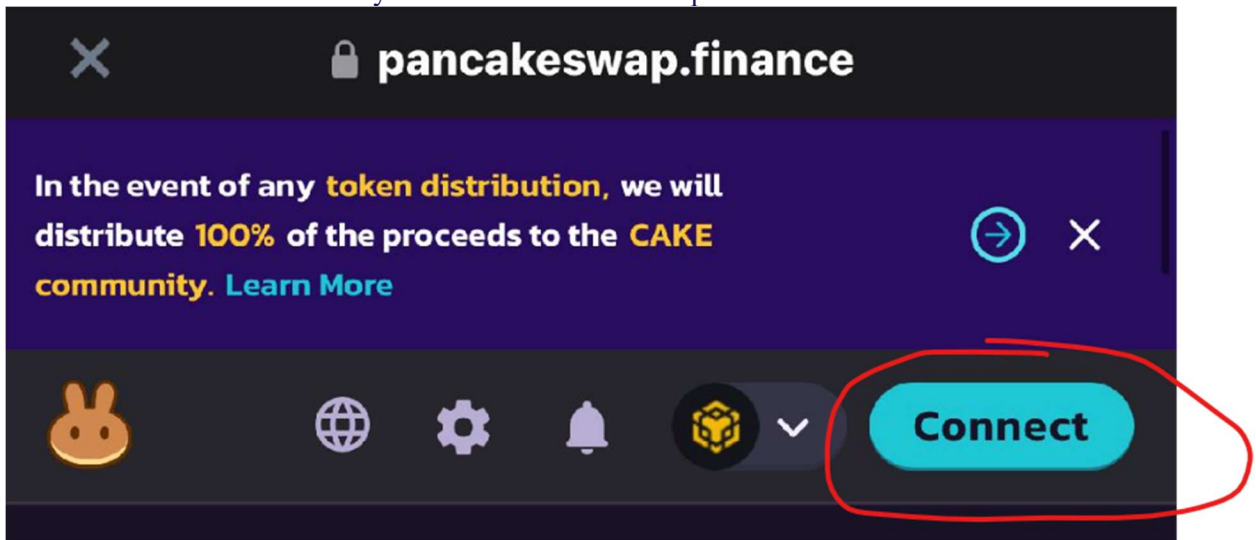 pancakeswap.finance
In the event of any token distribution, we will
distribute 100% of the proceeds to the CAKE
community. Learn More
Connect